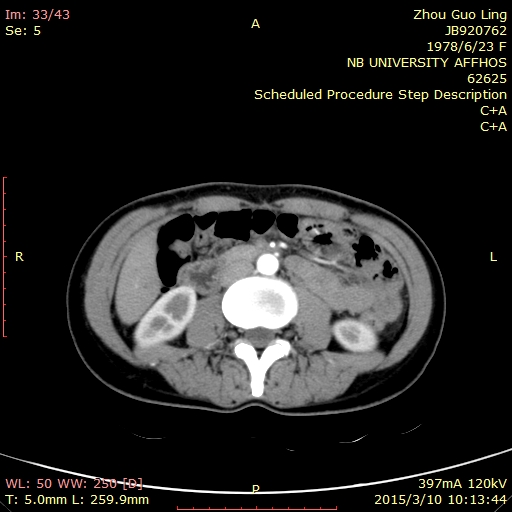 Im: 33/43
Se: 5
A
Zhou Guo Ling
JB920762
1978/6/23 F
NB UNIVERSITY AFFHOS
62625
Scheduled Procedure Step Description
C+A
C+A
R
L
WL: 50 WW: 250 [D]
T: 5.0mm L: 259.9mm
P
397mA 120kV
2015/3/10 10:13:44